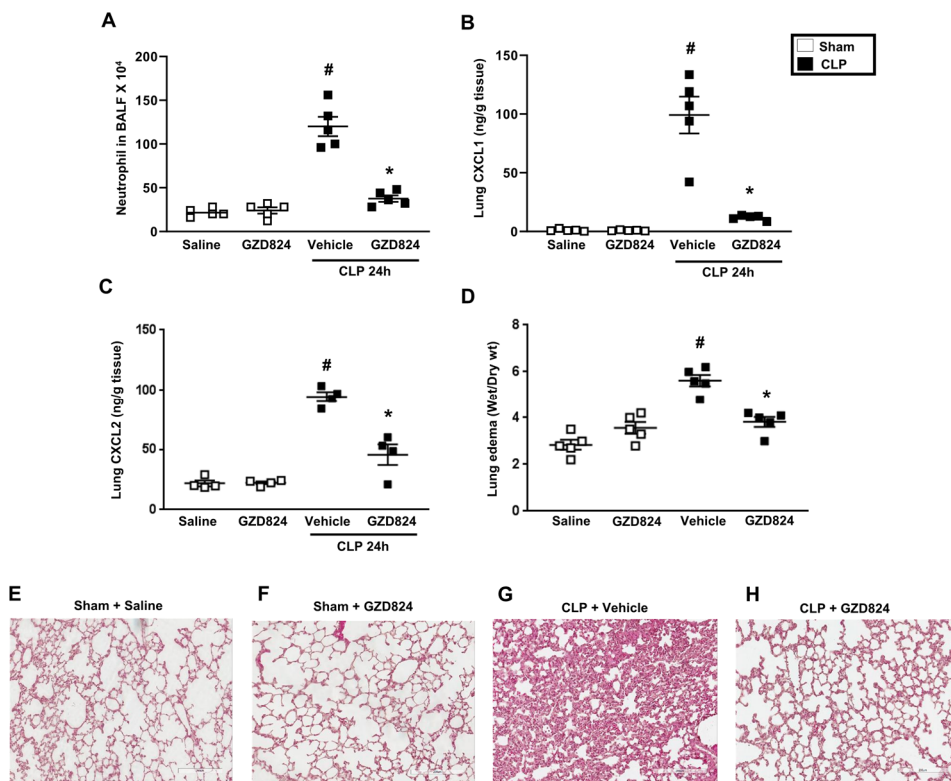 A
Neutrophil in BALF X 10⁴
200
150
100
50
0
#
*
Saline
GZD824
Vehicle
GZD824
CLP 24h
B
Lung CXCL1 (ng/g tissue)
150
100
50
0
#
*
Saline
GZD824
Vehicle
GZD824
CLP 24h
Sham
CLP
C
Lung CXCL2 (ng/g tissue)
150
100
50
0
#
*
Saline
GZD824
Vehicle
GZD824
CLP 24h
D
Lung edema (Wet/Dry wt)
8
6
4
2
0
#
*
Saline
GZD824
Vehicle
GZD824
E
Sham + Saline
F
Sham + GZD824
G
CLP + Vehicle
H
CLP + GZD824